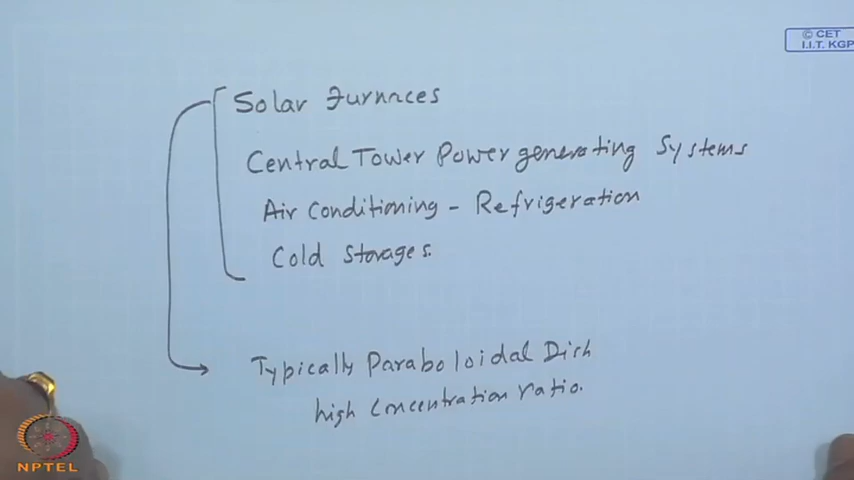 © CET
I.I.T. KGP
Solar Furnaces
Central Tower Power generating Systems
Air Conditioning - Refrigeration
Cold Storages.
Typically Paraboloidal Dish
high Concentration ratio.
NPTEL